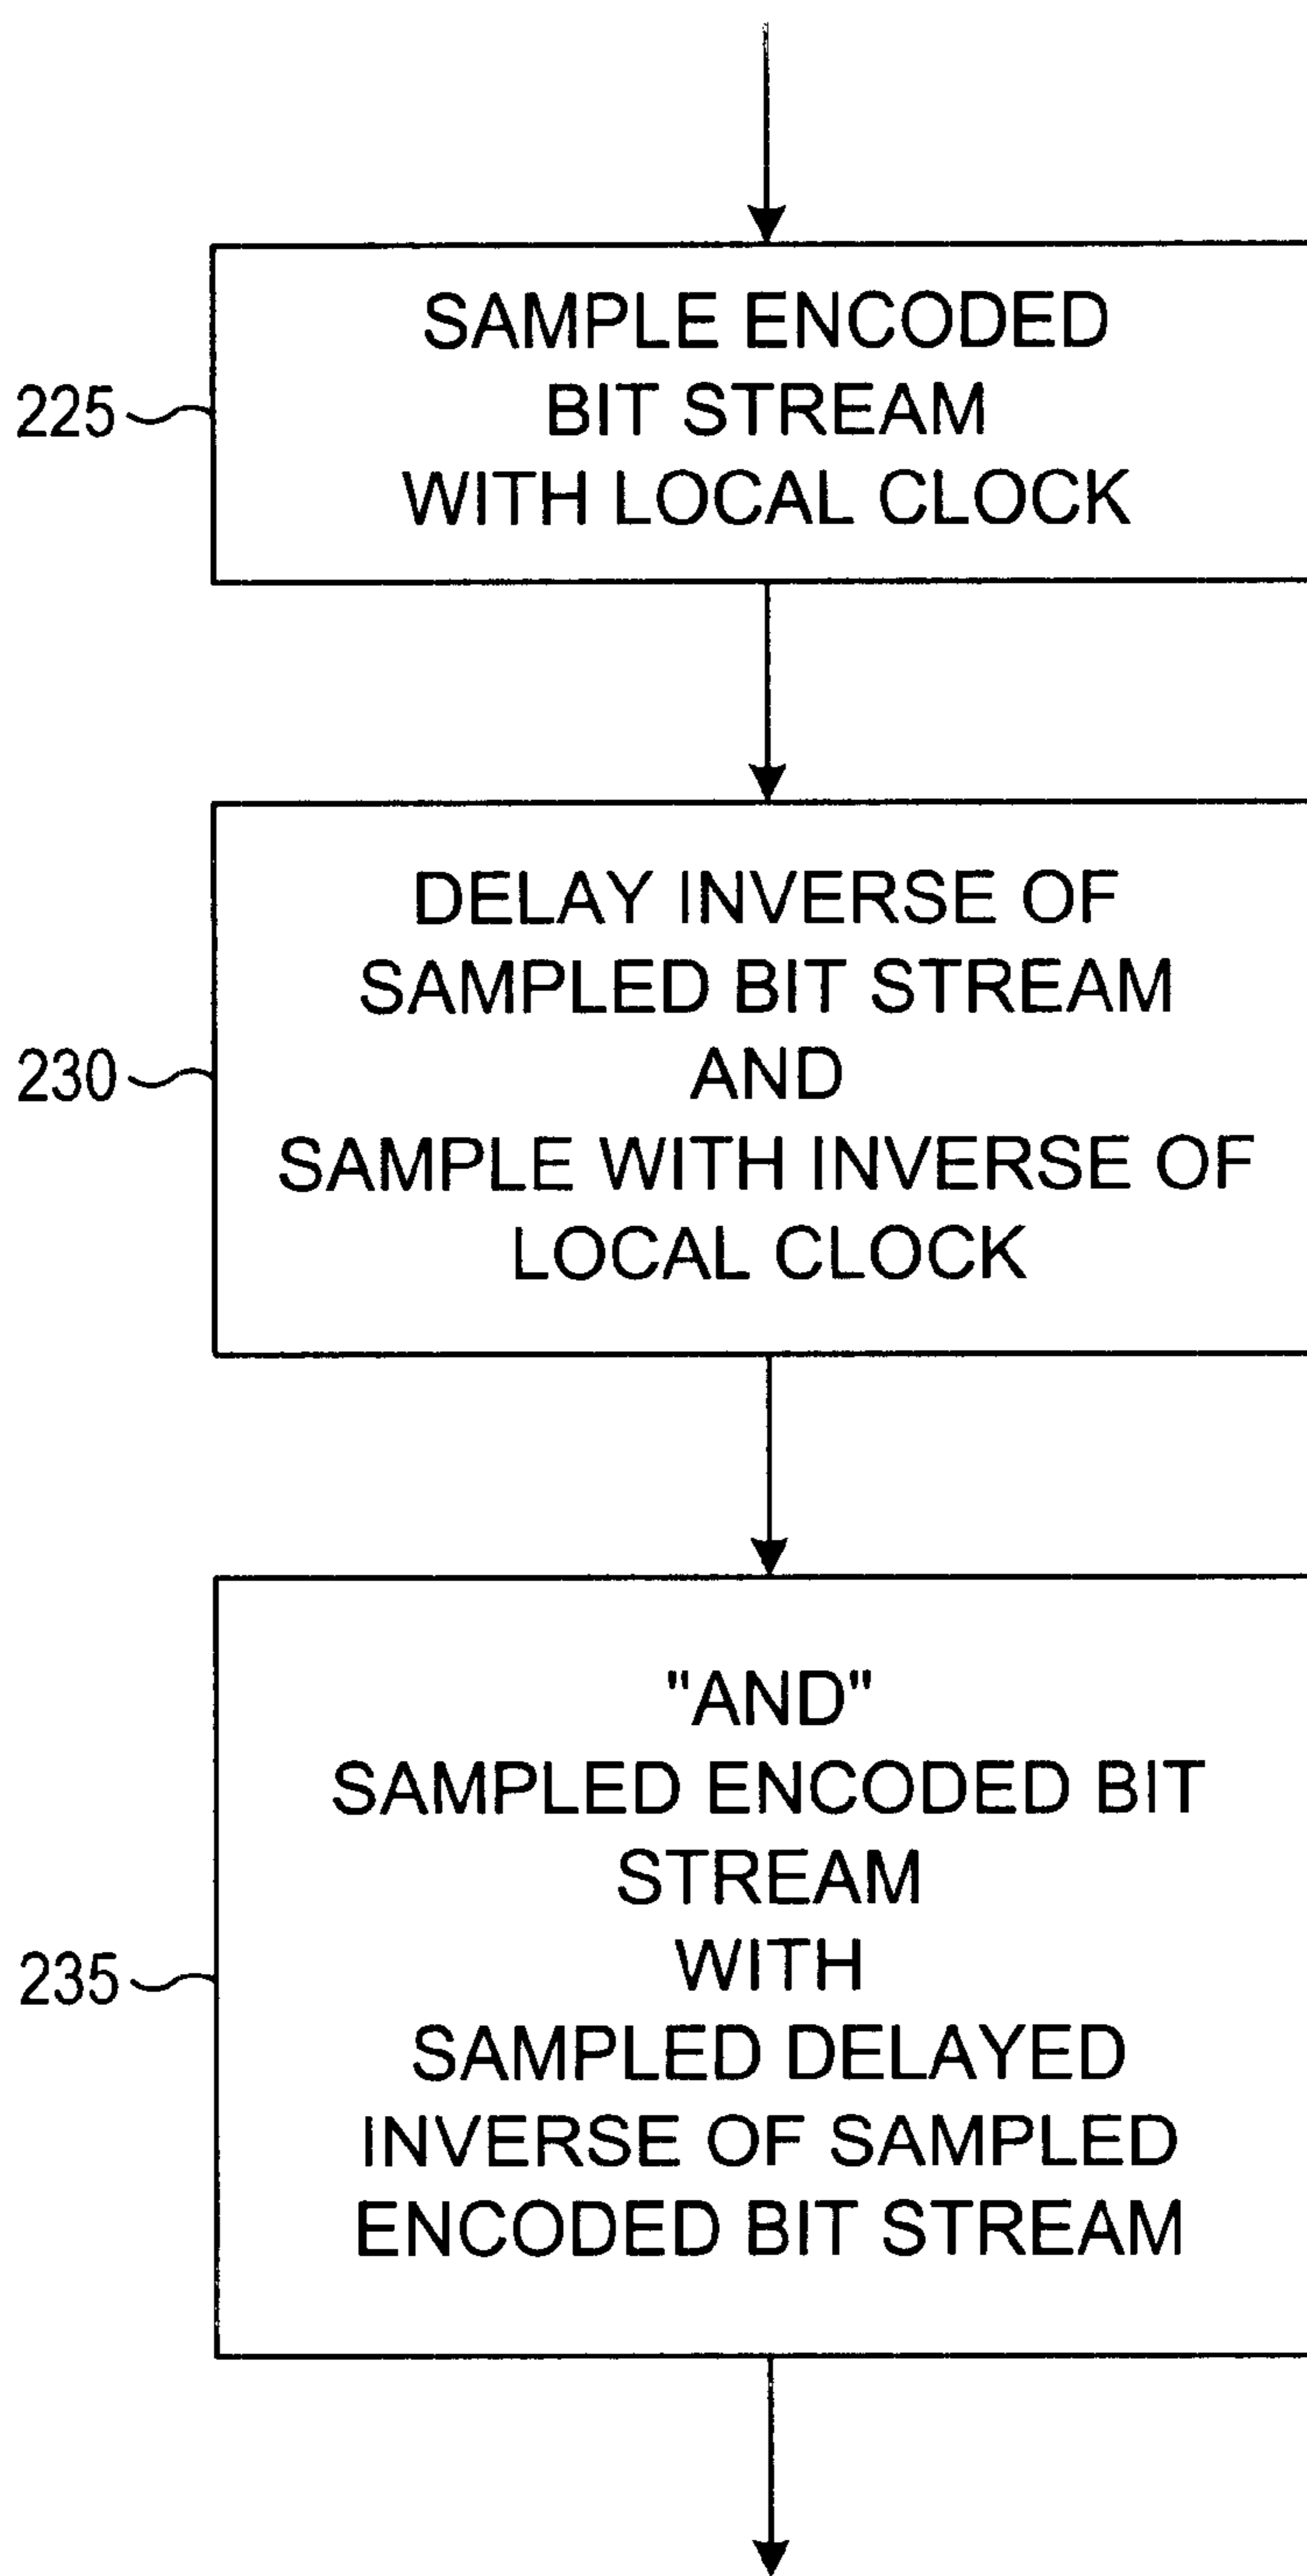 SAMPLE ENCODED
BIT STREAM
WITH LOCAL CLOCK
225
DELAY INVERSE OF
SAMPLED BIT STREAM
AND
SAMPLE WITH INVERSE OF
LOCAL CLOCK
230
"AND"
SAMPLED ENCODED BIT
STREAM
WITH
SAMPLED DELAYED
INVERSE OF SAMPLED
ENCODED BIT STREAM
235